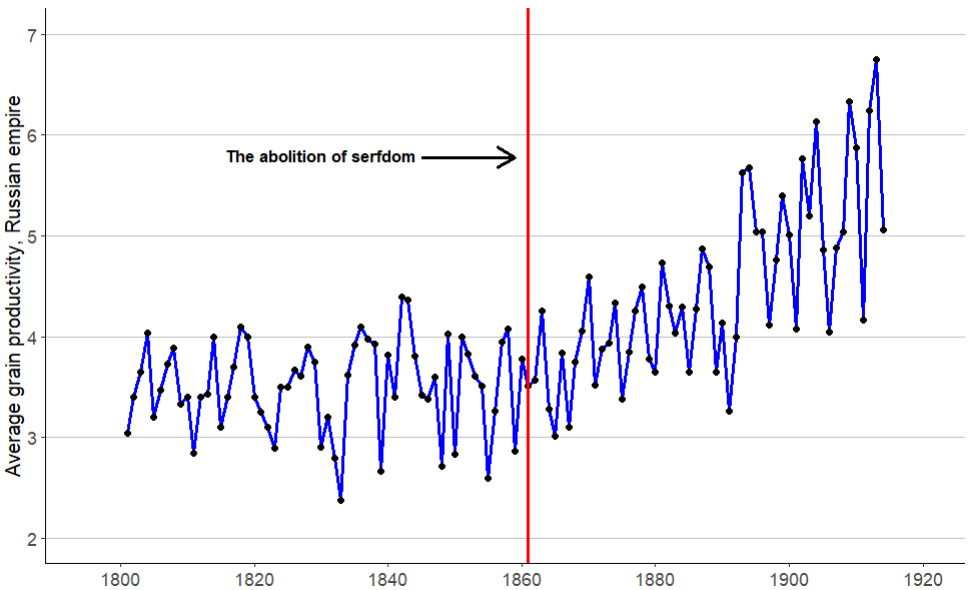 Average grain productivity, Russian empire
7
6
5
4
3
2
The abolition of serfdom
1800 1820 1840 1860 1880 1900 1920